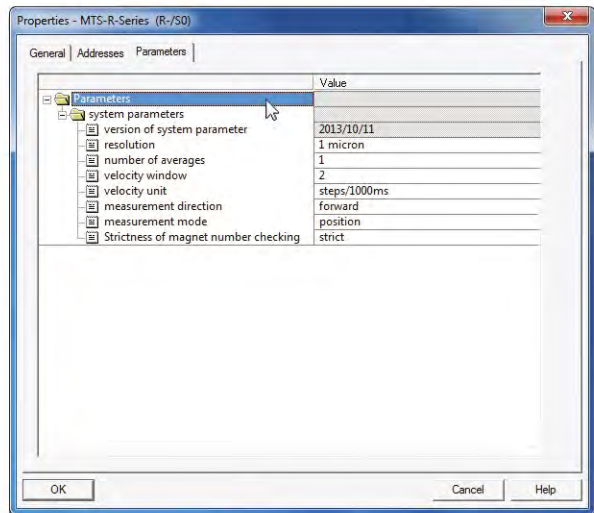 Properties - MTS-R-Series (R-/S0)
General Addresses Parameters
Value
Parameters
system parameters
version of system parameter 2013/10/11
resolution 1 micron
number of averages 1
velocity window 2
velocity unit steps/1000ms
measurement direction forward
measurement mode position
Strictness of magnet number checking strict
OK Cancel Help